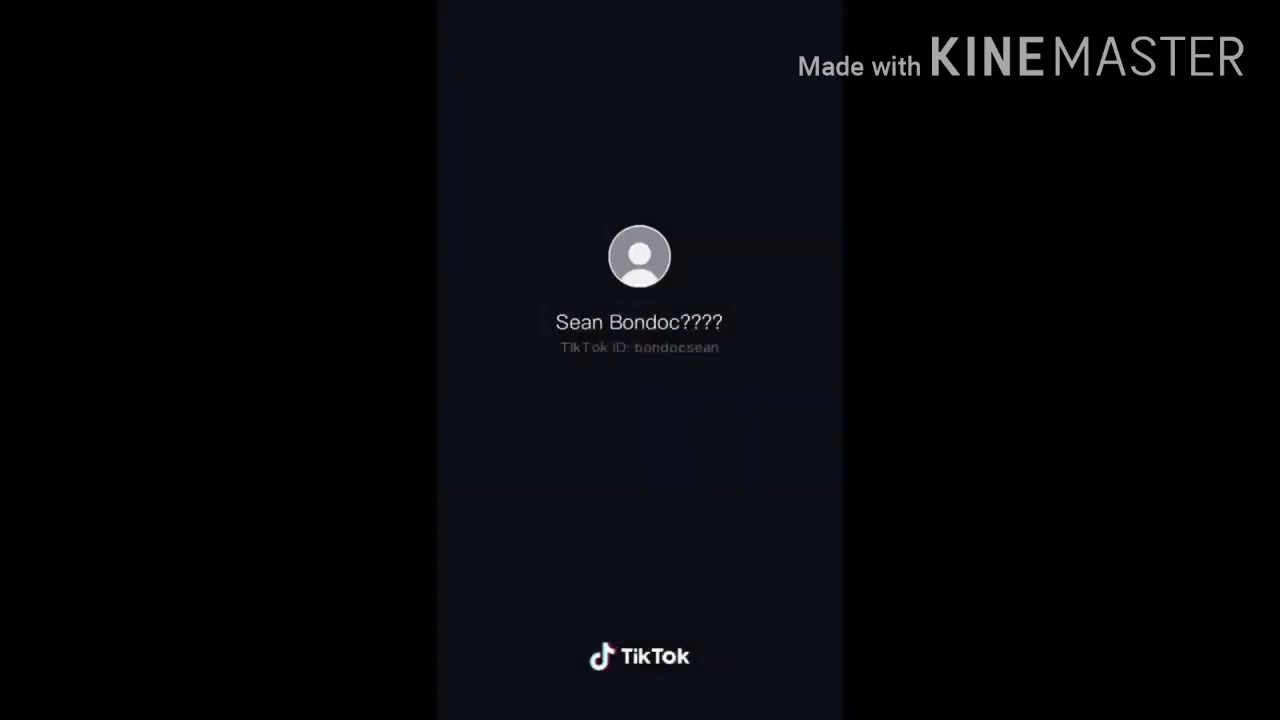 Made with KINEMASTER
Sean Bondoc????
TikTok ID: bondocsean
TikTok